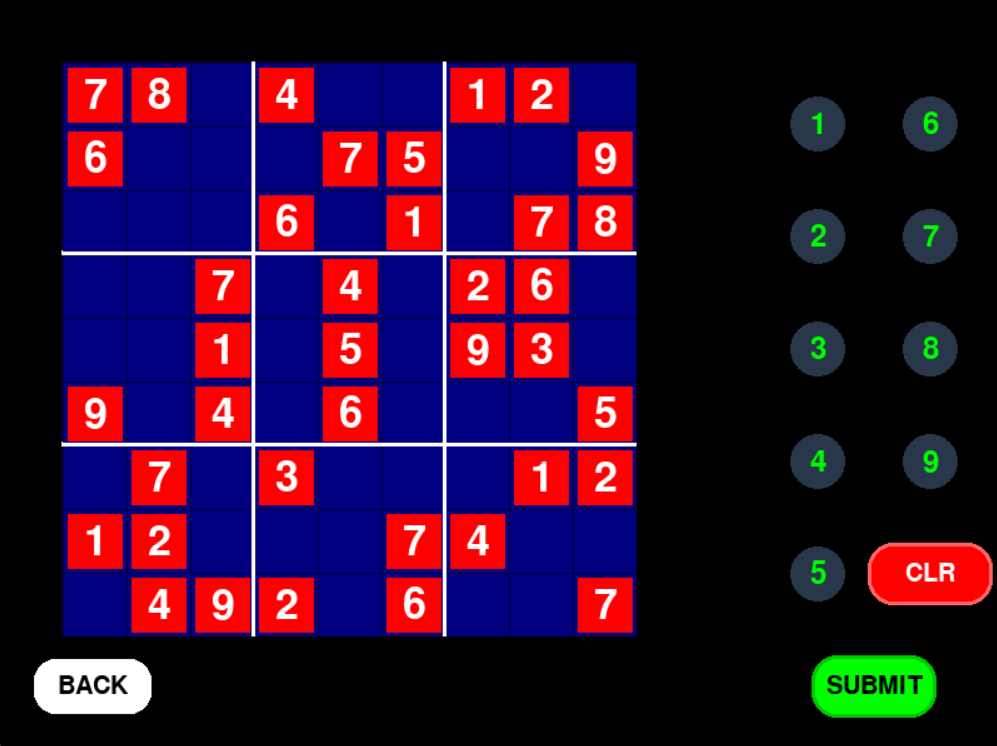 7 8 4 1 2
6 7 5 9
6 1 7 8
7 4 2 6
1 5 9 3
9 4 6 5
7 3 1 2
1 2 7 4
4 9 2 6 7
1 6
2 7
3 8
4 9
5 CLR
BACK SUBMIT